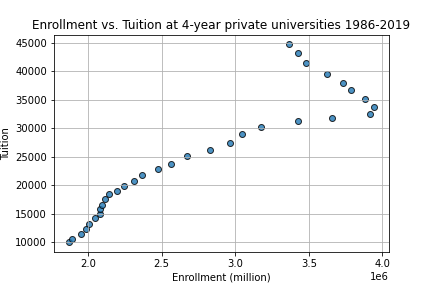 Enrollment vs. Tuition at 4-year private universities 1986-2019
45000
40000
35000
30000
25000
20000
15000
10000
Tuition
2.0 2.5 3.0 3.5 4.0
1e6
Enrollment (million)